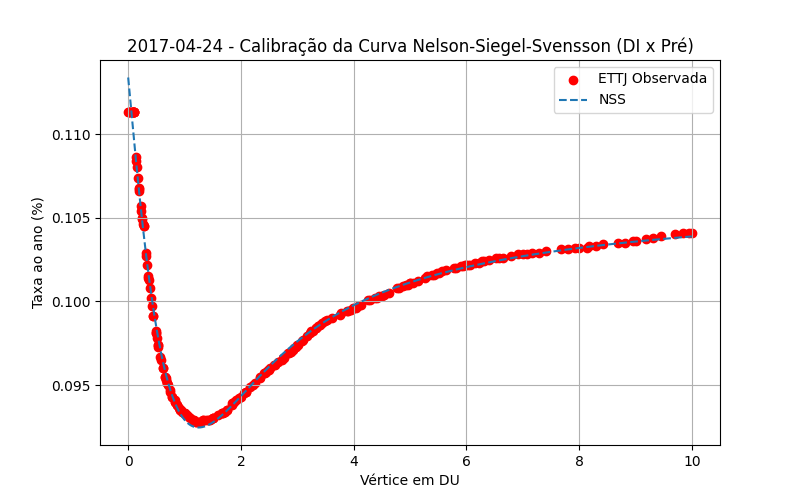 2017-04-24 - Calibração da Curva Nelson-Siegel-Svensson (DI x Pré)
ETTJ Observada
NSS
Taxa ao ano (%)
0.110
0.105
0.100
0.095
0 2 4 6 8 10
Vértice em DU